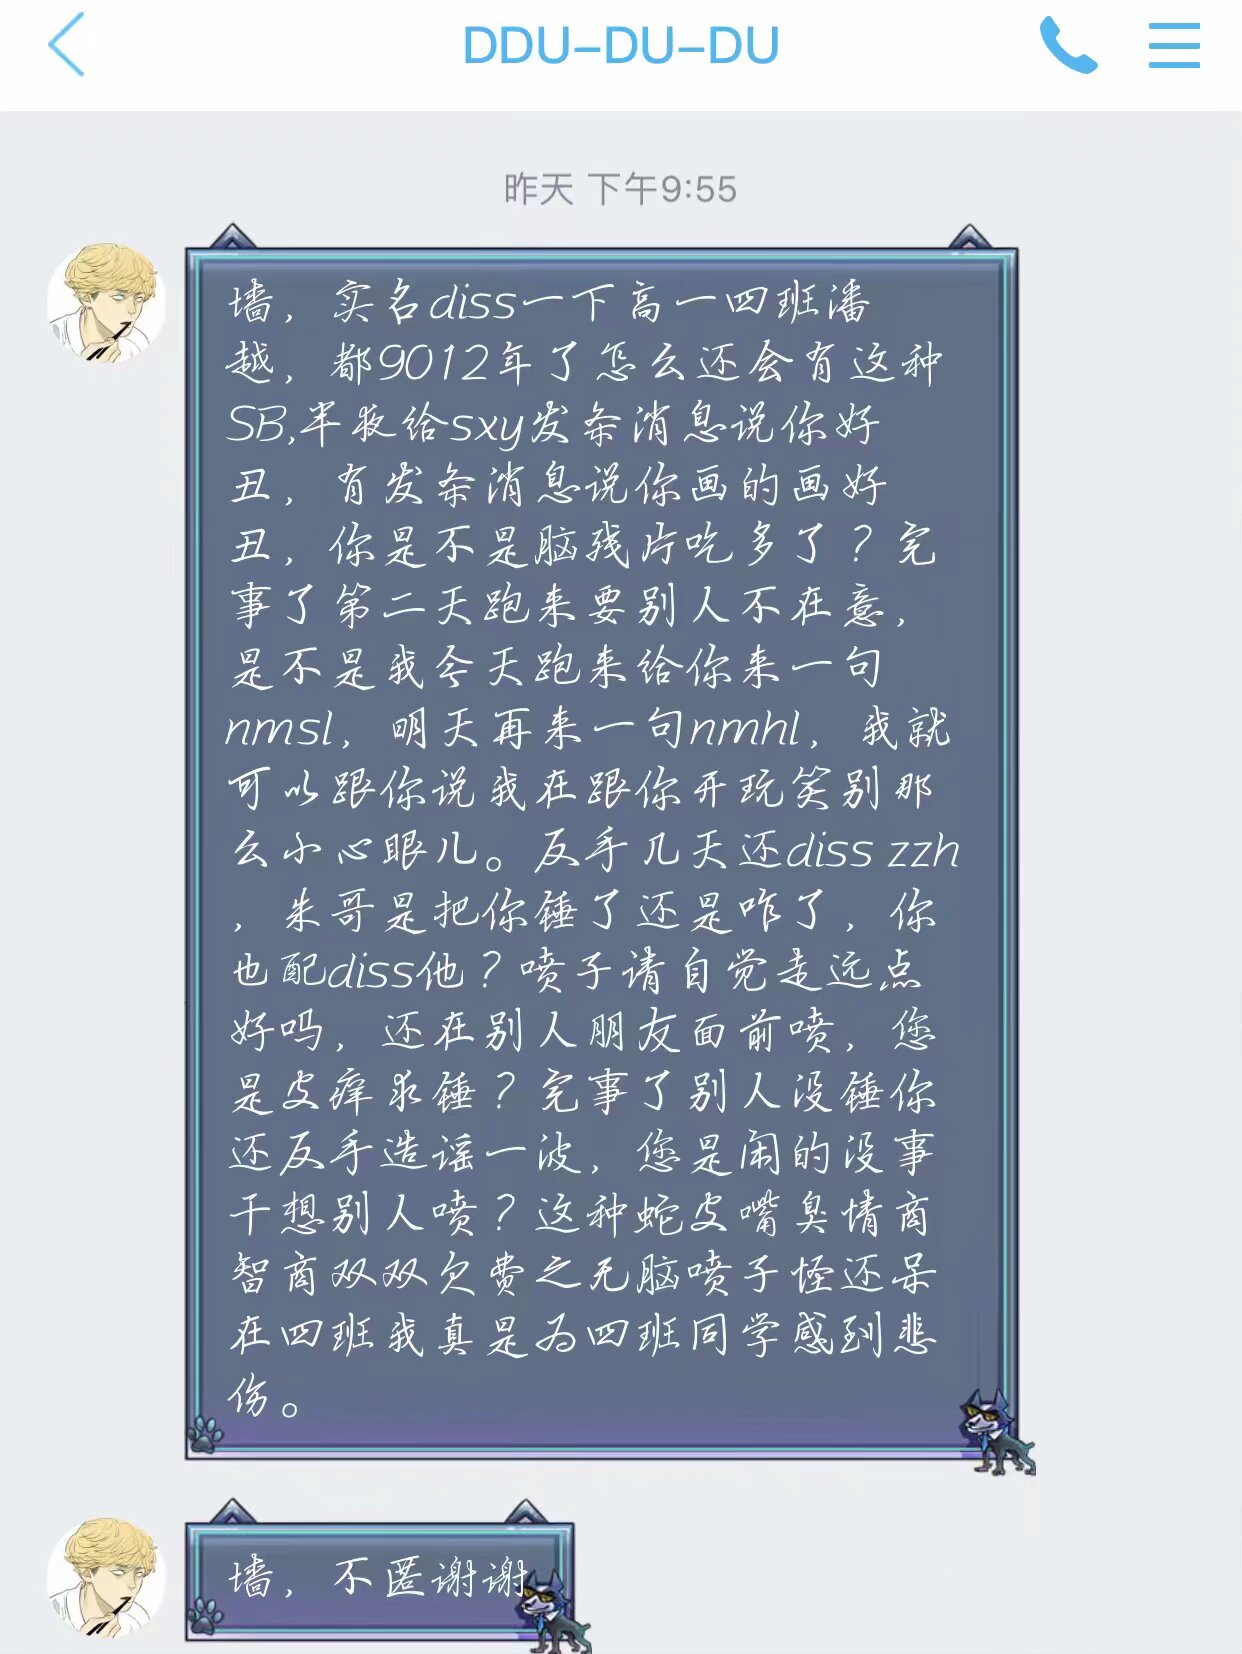 DDU-DU-DU
昨天 下午9:55
墙，实名diss一下高一四班潘
越，都9012年了怎么还会有这种
SB,半夜给sxy发条消息说你好
丑，有发条消息说你画的画好
丑，你是不是脑残片吃多了？完
事了第二天跑来要别人不在意，
是不是我今天跑来给你来一句
nmsl，明天再来一句nmhl，我就
可以跟你说我在跟你开玩笑别那
么小心眼儿。反手几天还diss zzh
，朱哥是把你锤了还是咋了，你
也配diss他？喷子请自觉走远点
好吗，还在别人朋友面前喷，您
是皮痒求锤？完事了别人没锤你
还反手造谣一波，您是闲的没事
干想别人喷？这种蛇皮嘴臭情商
智商双双欠费之无脑喷子怪还呆
在四班我真是为四班同学感到悲
伤。
墙，不匿谢谢